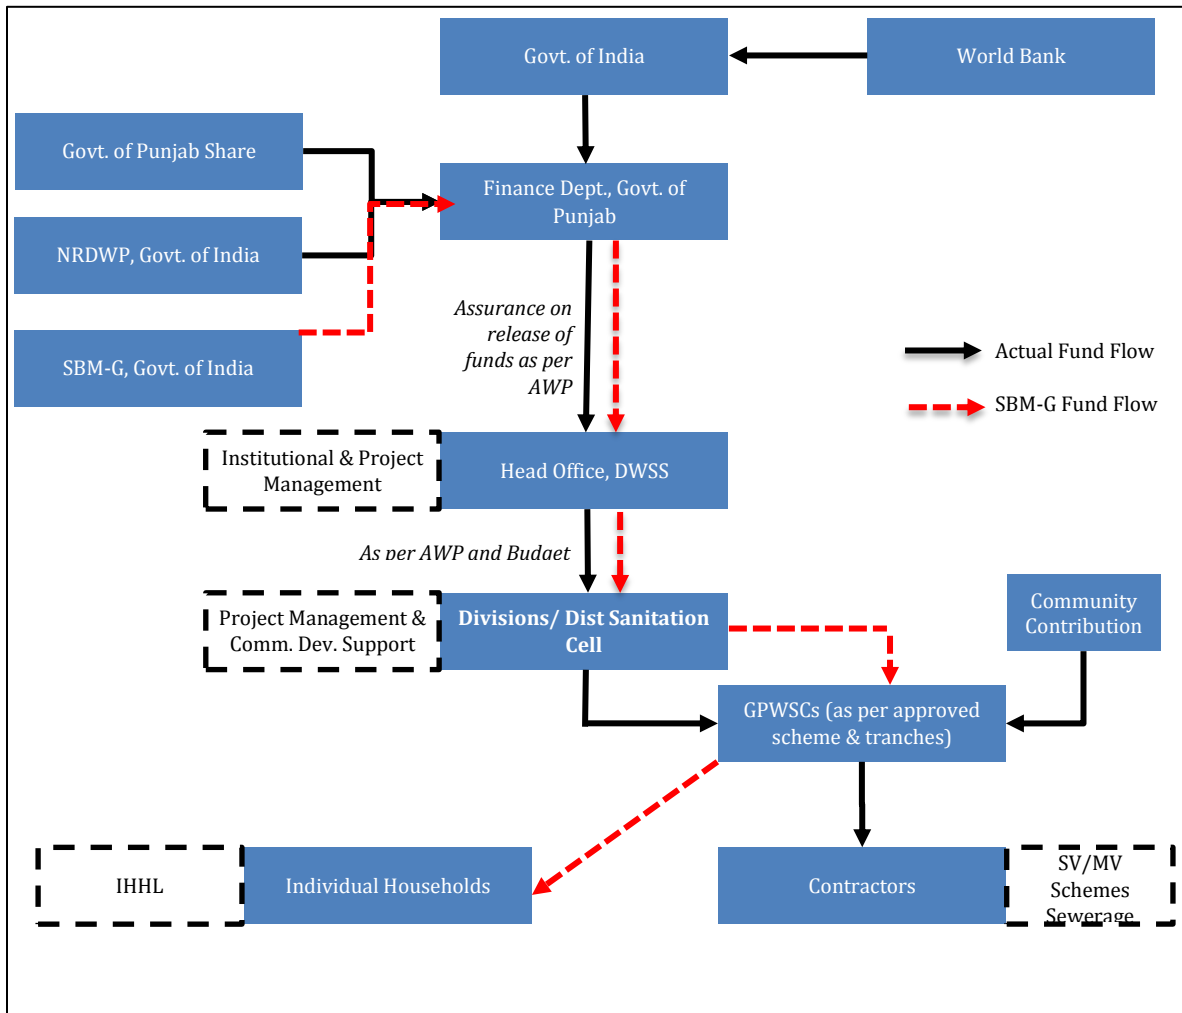 Govt. of India
World Bank
Govt. of Punjab Share
Finance Dept., Govt. of
Punjab
NRDWP, Govt. of India
SBM-G, Govt. of India
Assurance on
release of
funds as per
AWP
Actual Fund Flow
SBM-G Fund Flow
Institutional & Project
Management
Head Office, DWSS
As per AWP and Budget
Project Management &
Comm. Dev. Support
Divisions/ Dist Sanitation
Cell
Community
Contribution
GPWSCs (as per approved
scheme & tranches)
IHHL
Individual Households
Contractors
SV/MV
Schemes
Sewerage